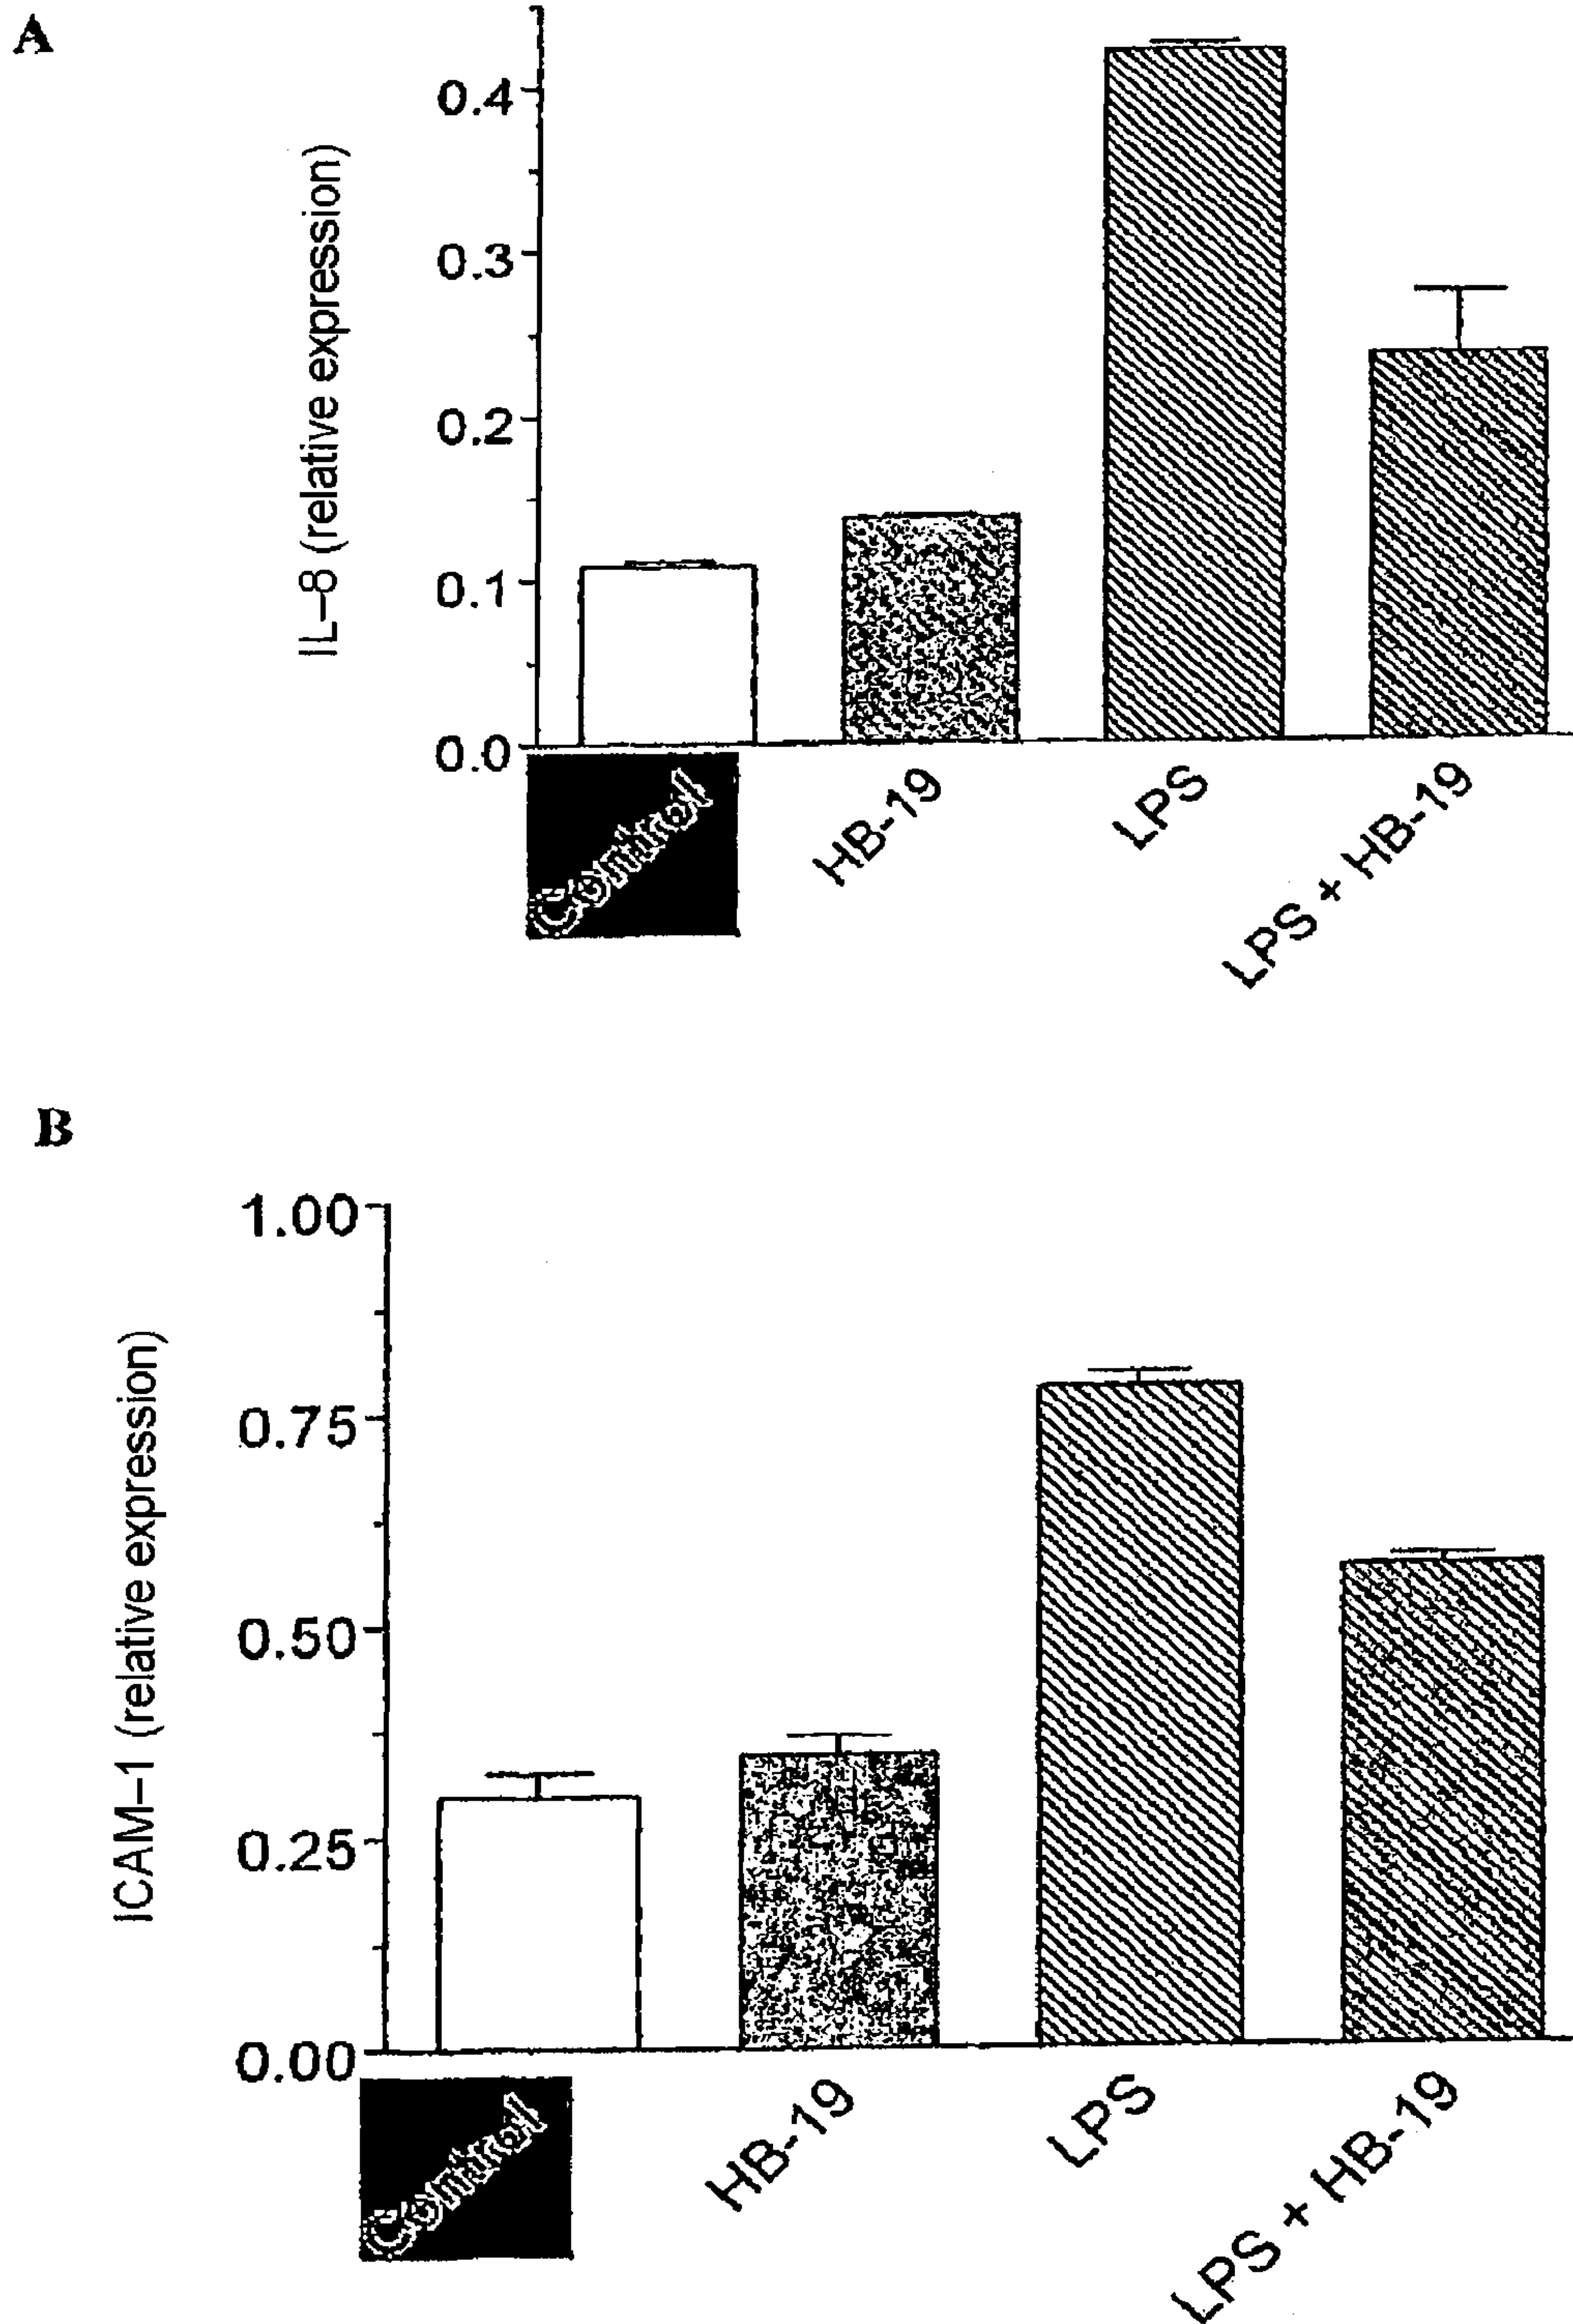 A
IL–8 (relative expression)
0.4
0.3
0.2
0.1
0.0
Control
HB-19
LPS
LPS + HB-19
B
ICAM–1 (relative expression)
1.00
0.75
0.50
0.25
0.00
Control
HB-19
LPS
LPS + HB-19